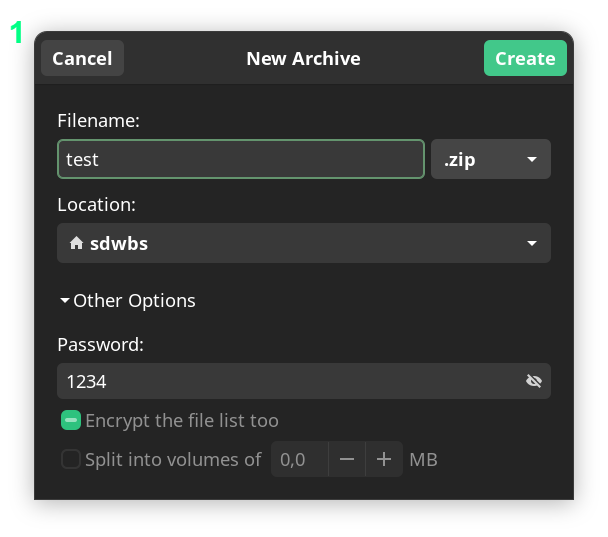 1
Cancel New Archive Create
Filename:
test .zip
Location:
sdwbs
Other Options
Password:
1234
Encrypt the file list too
Split into volumes of 0,0 − + MB